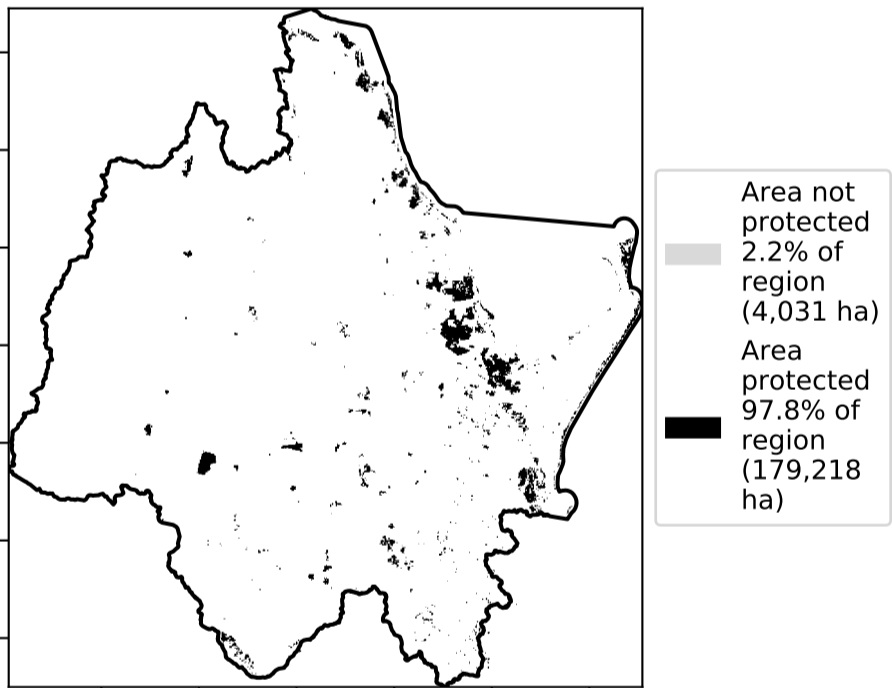 Area not
protected
2.2% of
region
(4,031 ha)
Area
protected
97.8% of
region
(179,218
ha)